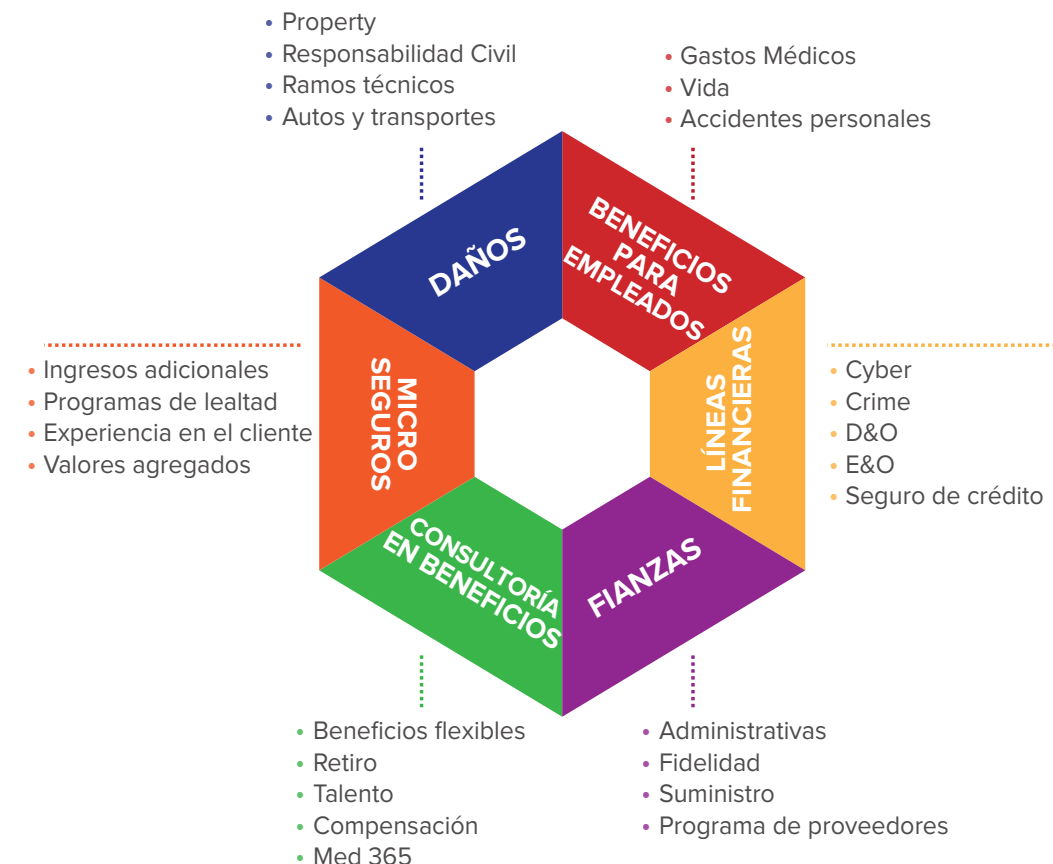 • Property
• Responsabilidad Civil
• Ramos técnicos
• Autos y transportes
• Gastos Médicos
• Vida
• Accidentes personales
DAÑOS
BENEFICIOS
PARA
EMPLEADOS
• Ingresos adicionales
• Programas de lealtad
• Experiencia en el cliente
• Valores agregados
MICRO
SEGUROS
LÍNEAS
FINANCIERAS
• Cyber
• Crime
• D&O
• E&O
• Seguro de crédito
CONSULTORÍA
EN BENEFICIOS
FIANZAS
• Beneficios flexibles
• Retiro
• Talento
• Compensación
• Med 365
• Administrativas
• Fidelidad
• Suministro
• Programa de proveedores